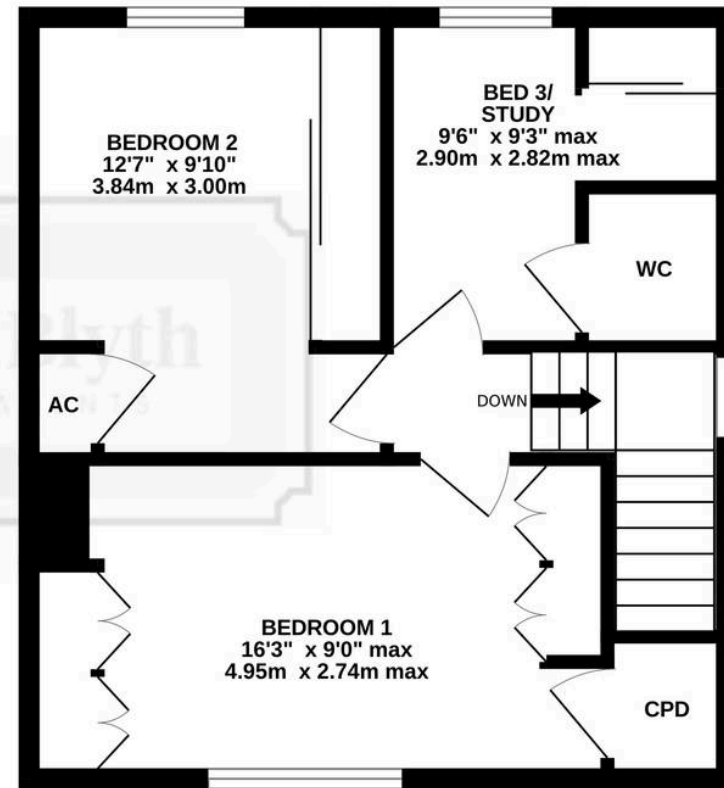 BEDROOM 2
12'7" x 9'10"
3.84m x 3.00m
BED 3/
STUDY
9'6" x 9'3" max
2.90m x 2.82m max
WC
AC
DOWN
BEDROOM 1
16'3" x 9'0" max
4.95m x 2.74m max
CPD